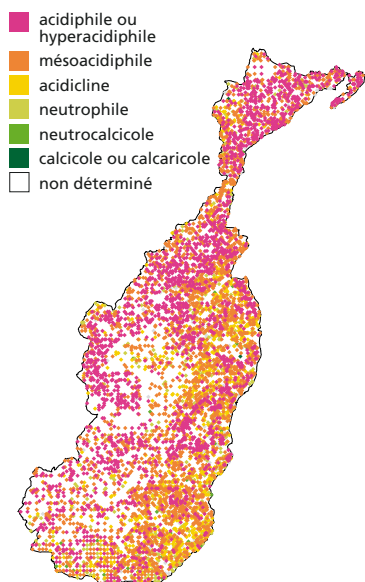 acidiphile ou
hyperacidiphile
mésoacidiphile
acidicline
neutrophile
neutrocalcicole
calcicole ou calcaricole
non déterminé